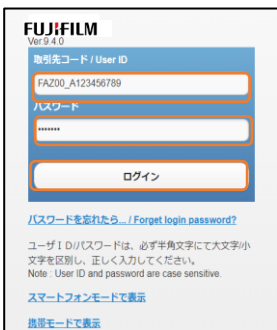 FUJIFILM
Ver.9.4.0
取引先コード / User ID
FAZ00_A123456789
パスワード
•••••••
ログイン
パスワードを忘れたら... / Forget login password?
ユーザＩＤ/パスワードは、必ず半角文字にて大文字/小
文字を区別し、正しく入力してください。
Note : User ID and password are case sensitive.
スマートフォンモードで表示
携帯モードで表示